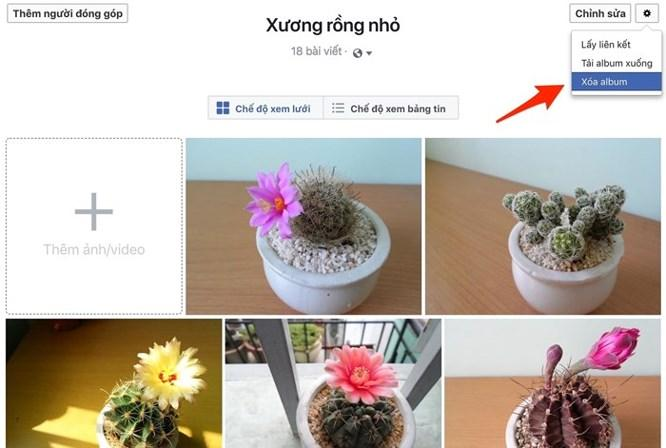 Thêm người đóng góp
Chỉnh sửa
Xương rồng nhỏ
18 bài viết ·
Lấy liên kết
Tải album xuống
Xóa album
Chế độ xem lưới
Chế độ xem bảng tin
Thêm ảnh/video